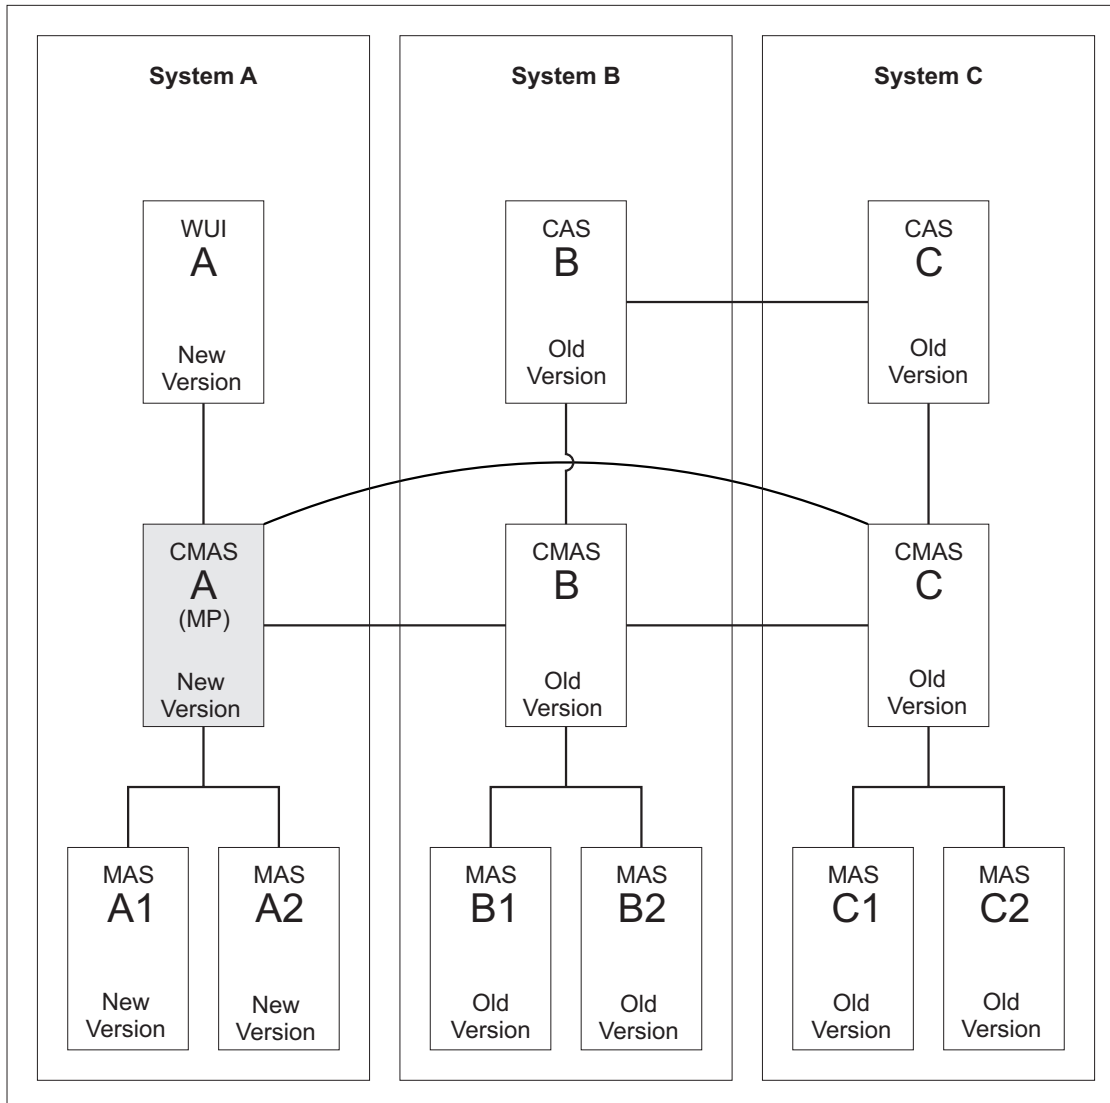 System A
System B
System C
WUI
A
New
Version
CAS
B
Old
Version
CAS
C
Old
Version
CMAS
A
(MP)
New
Version
CMAS
B
Old
Version
CMAS
C
Old
Version
MAS
A1
New
Version
MAS
A2
New
Version
MAS
B1
Old
Version
MAS
B2
Old
Version
MAS
C1
Old
Version
MAS
C2
Old
Version